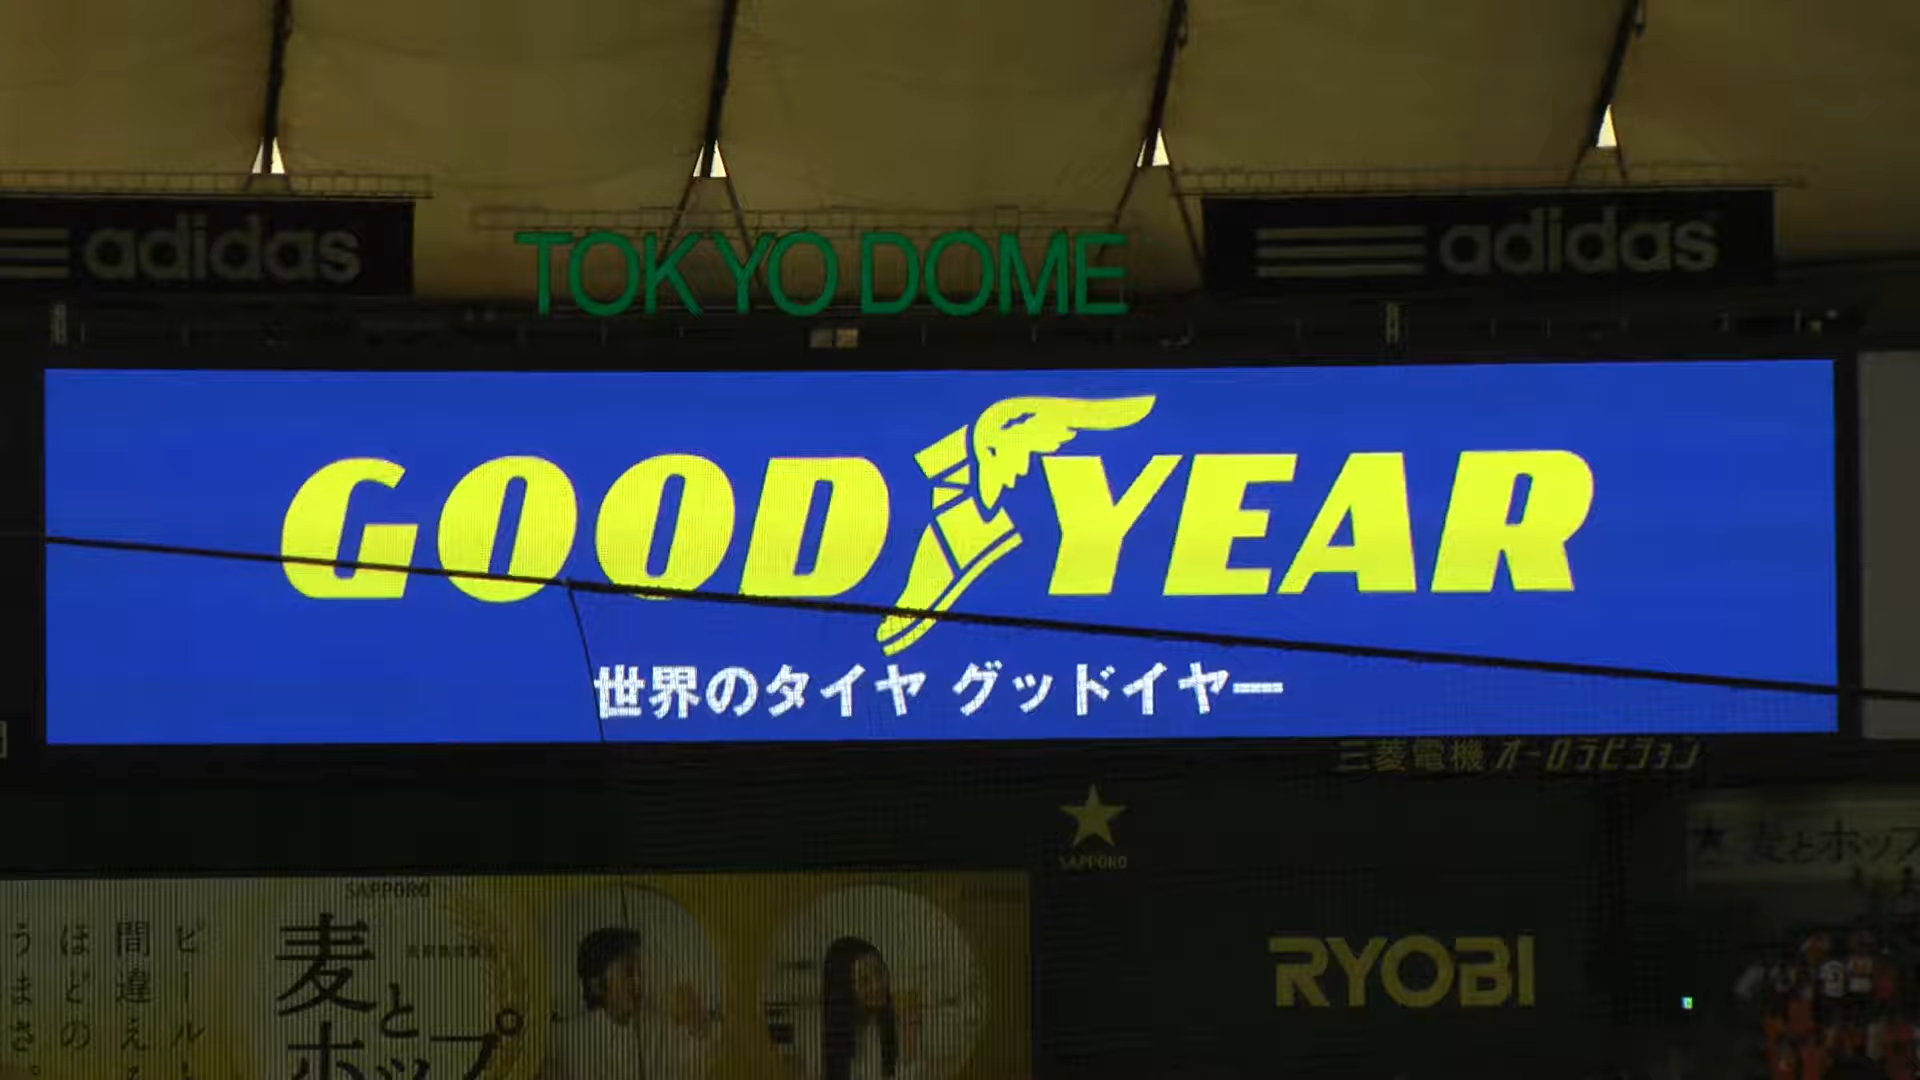 adidas
TOKYO DOME
adidas
GOODYEAR
世界のタイヤ グッドイヤー
三菱電機 オーロラビジョン
SAPPORO
麦とホップ
SAPPORO
麦とホップ
ビール
間違え
ほどの
うまさ。
RYOBI